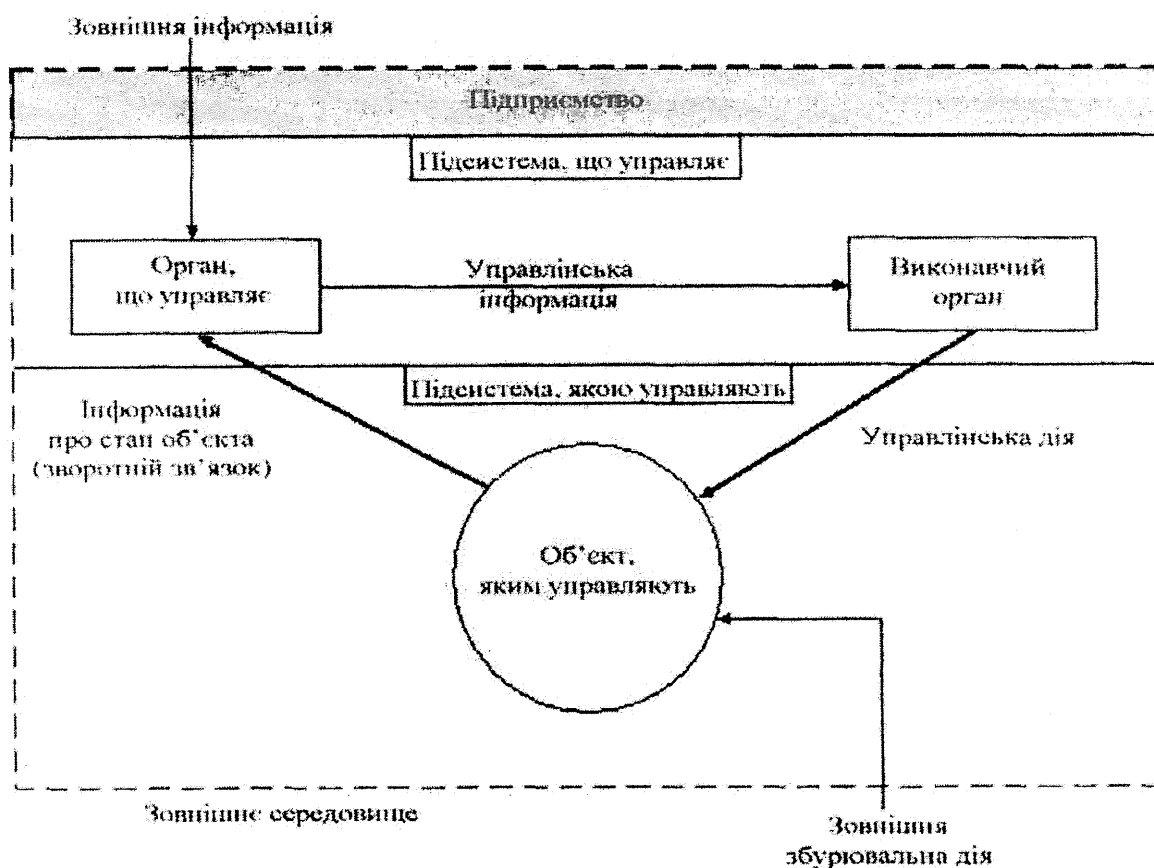 Зовнішня інформація
Підприємство
Підсистема, що управляє
Орган,
що управляє
Управлінська
інформація
Виконавчий
орган
Підсистема, якою управляють
Інформація
про стан об’єкта
(зворотній зв’язок)
Управлінська дія
Об’єкт,
яким управляють
Зовнішнє середовище
Зовнішня
збурювальна дія